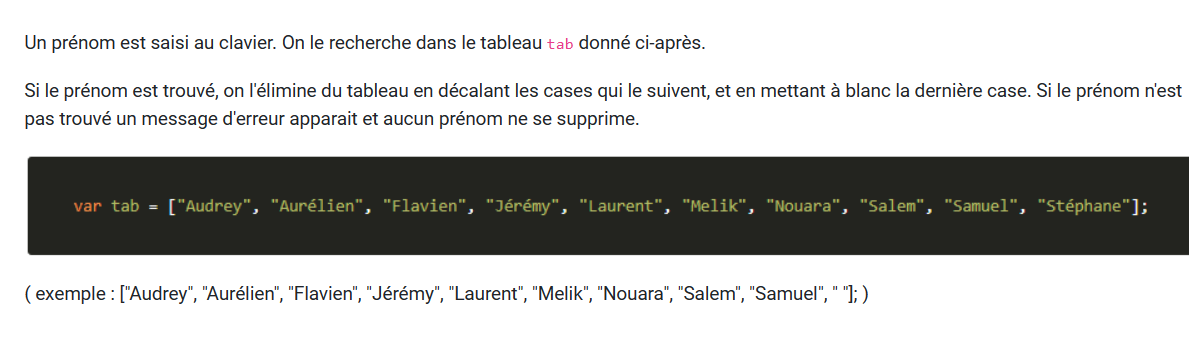 Un prénom est saisi au clavier. On le recherche dans le tableau tab donné ci-après.
Si le prénom est trouvé, on l'élimine du tableau en décalant les cases qui le suivent, et en mettant à blanc la dernière case. Si le prénom n'est
pas trouvé un message d'erreur apparait et aucun prénom ne se supprime.
var tab = ["Audrey", "Aurélien", "Flavien", "Jérémy", "Laurent", "Melik", "Nouara", "Salem", "Samuel", "Stéphane"];
( exemple : ["Audrey", "Aurélien", "Flavien", "Jérémy", "Laurent", "Melik", "Nouara", "Salem", "Samuel", " "]; )